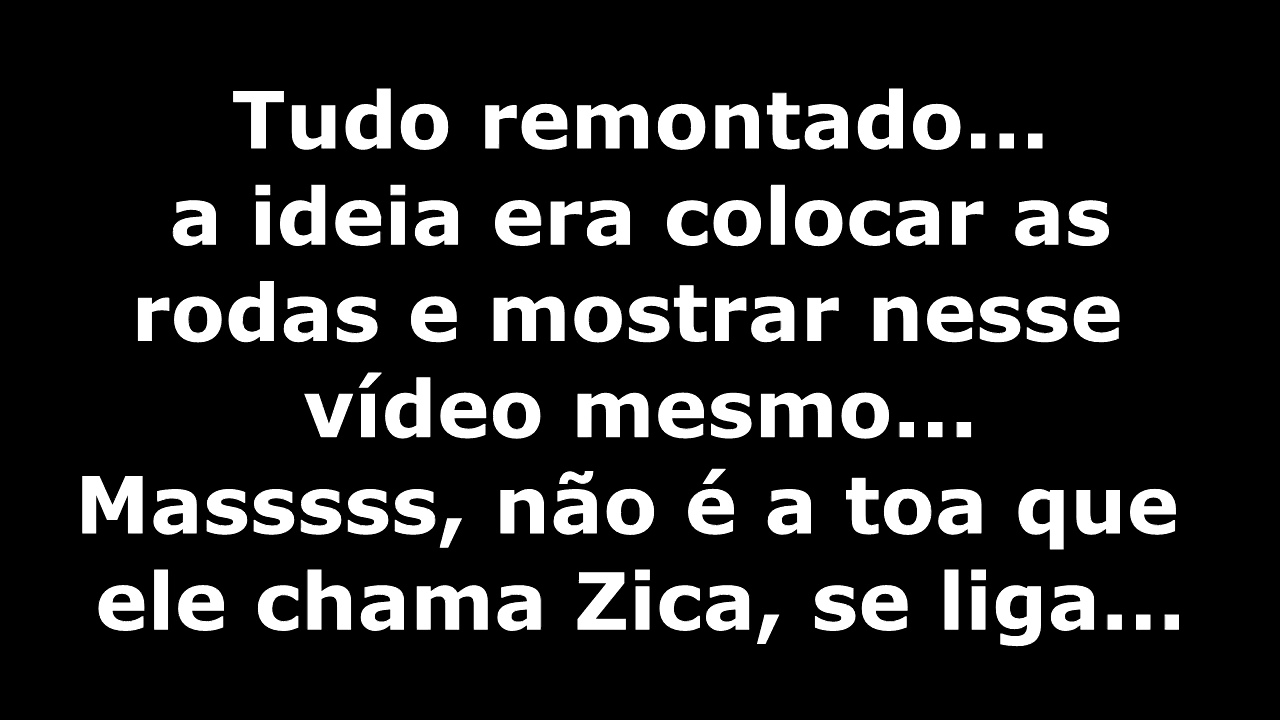 Tudo remontado...
a ideia era colocar as
rodas e mostrar nesse
vídeo mesmo...
Masssss, não é a toa que
ele chama Zica, se liga...